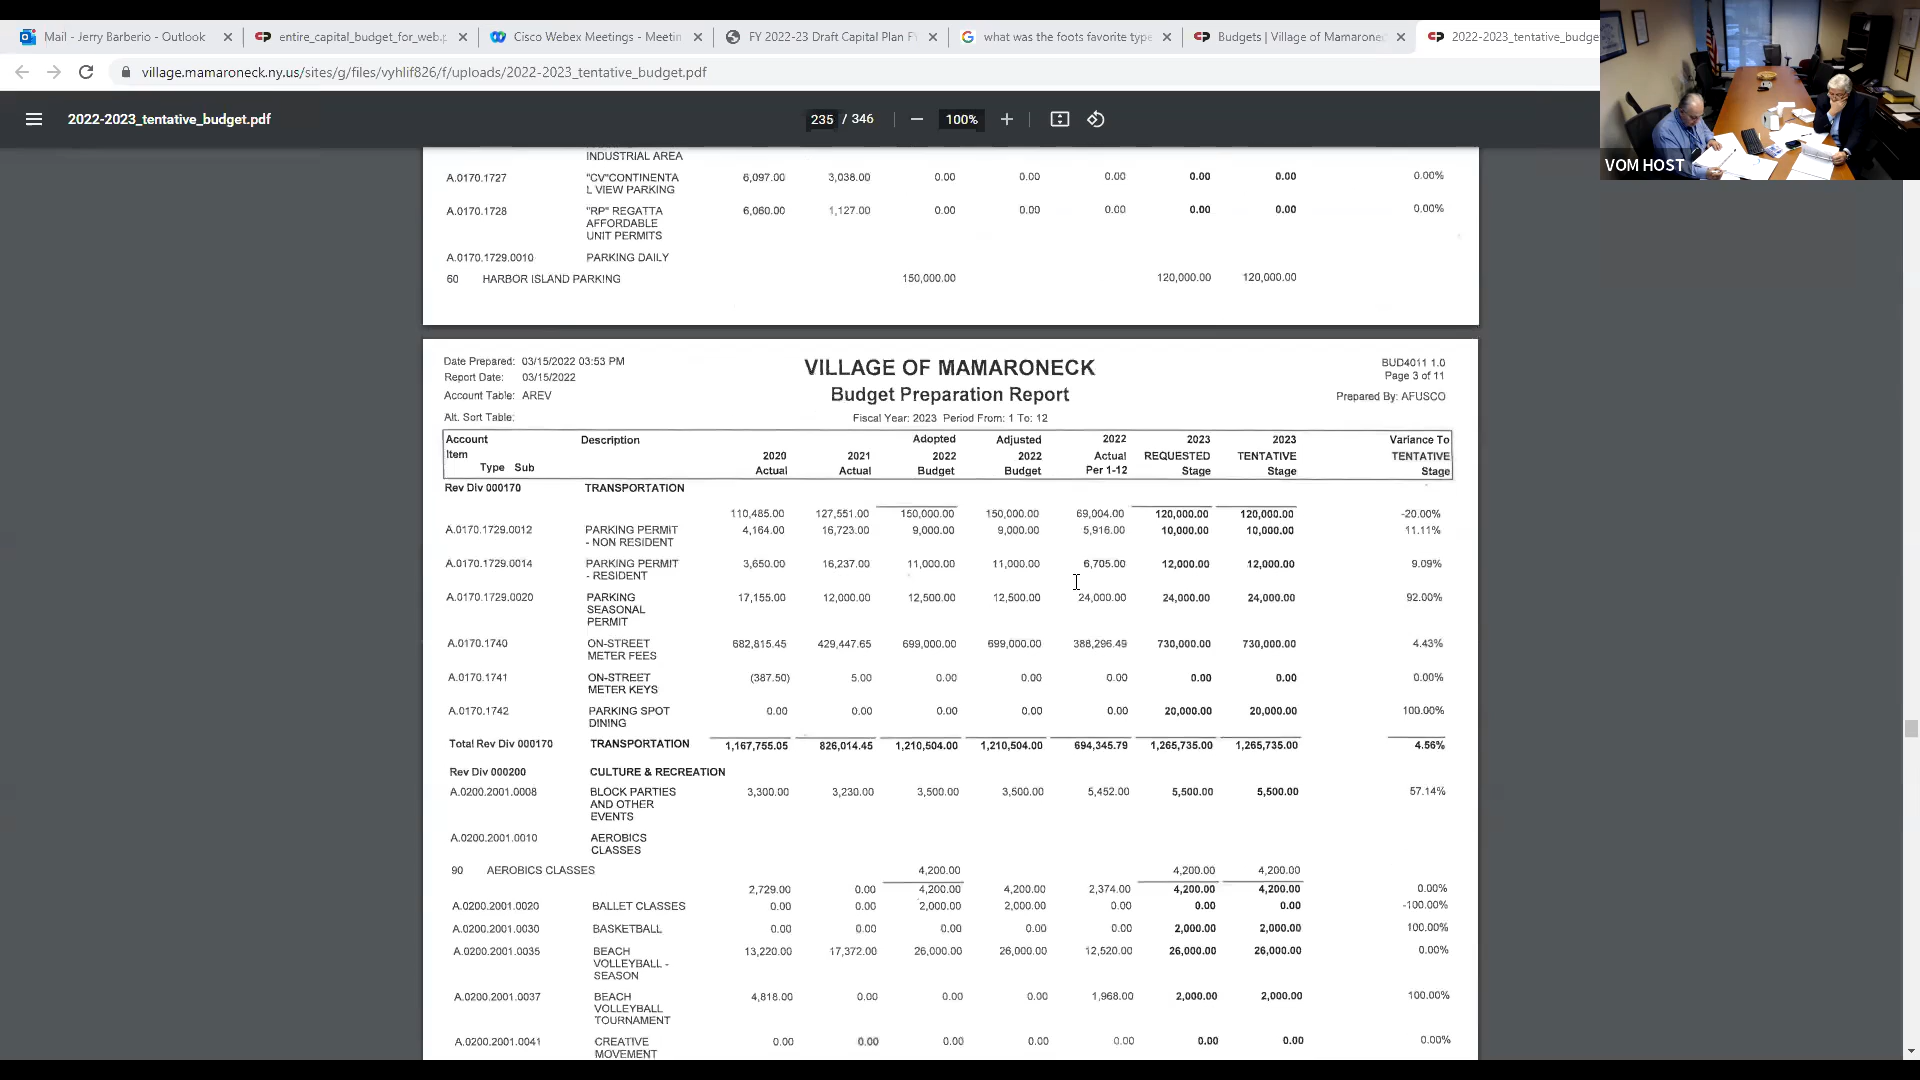 Mail - Jerry Barberio - Outlook
entire_capital_budget_for_web.p
Cisco Webex Meetings - Meetin
FY 2022-23 Draft Capital Plan F
what was the foots favorite type
Budgets | Village of Mamaronec
2022-2023_tentative_budge
village.mamaroneck.ny.us/sites/g/files/vyhlif826/f/uploads/2022-2023_tentative_budget.pdf
2022-2023_tentative_budget.pdf
235 / 346
100%
VOM HOST
INDUSTRIAL AREA
A.0170.1727 "CV"CONTINENTA 6,097.00 3,038.00 0.00 0.00 0.00 0.00 0.00 0.00%
L VIEW PARKING
A.0170.1728 "RP" REGATTA 6,060.00 1,127.00 0.00 0.00 0.00 0.00 0.00 0.00%
AFFORDABLE
UNIT PERMITS
A.0170.1729.0010 PARKING DAILY
60 HARBOR ISLAND PARKING 150,000.00 120,000.00 120,000.00
Date Prepared: 03/15/2022 03:53 PM VILLAGE OF MAMARONECK BUD4011 1.0
Report Date: 03/15/2022 Page 3 of 11
Account Table: AREV Budget Preparation Report Prepared By: AFUSCO
Alt. Sort Table: Fiscal Year: 2023 Period From: 1 To: 12
Account Description Adopted Adjusted 2022 2023 2023 Variance To
Item 2020 2021 2022 2022 Actual REQUESTED TENTATIVE TENTATIVE
Type Sub Actual Actual Budget Budget Per 1-12 Stage Stage Stage
Rev Div 000170 TRANSPORTATION
110,485.00 127,551.00 150,000.00 150,000.00 69,004.00 120,000.00 120,000.00 -20.00%
A.0170.1729.0012 PARKING PERMIT 4,164.00 16,723.00 9,000.00 9,000.00 5,916.00 10,000.00 10,000.00 11.11%
- NON RESIDENT
A.0170.1729.0014 PARKING PERMIT 3,650.00 16,237.00 11,000.00 11,000.00 6,705.00 12,000.00 12,000.00 9.09%
- RESIDENT
A.0170.1729.0020 PARKING 17,155.00 12,000.00 12,500.00 12,500.00 24,000.00 24,000.00 24,000.00 92.00%
SEASONAL
PERMIT
A.0170.1740 ON-STREET 682,815.45 429,447.65 699,000.00 699,000.00 388,296.49 730,000.00 730,000.00 4.43%
METER FEES
A.0170.1741 ON-STREET (387.50) 5.00 0.00 0.00 0.00 0.00 0.00 0.00%
METER KEYS
A.0170.1742 PARKING SPOT 0.00 0.00 0.00 0.00 0.00 20,000.00 20,000.00 100.00%
DINING
Total Rev Div 000170 TRANSPORTATION 1,167,755.05 826,014.45 1,210,504.00 1,210,504.00 694,345.79 1,265,735.00 1,265,735.00 4.56%
Rev Div 000200 CULTURE & RECREATION
A.0200.2001.0008 BLOCK PARTIES 3,300.00 3,230.00 3,500.00 3,500.00 5,452.00 5,500.00 5,500.00 57.14%
AND OTHER
EVENTS
A.0200.2001.0010 AEROBICS
CLASSES
90 AEROBICS CLASSES 4,200.00 4,200.00 4,200.00
2,729.00 0.00 4,200.00 4,200.00 2,374.00 4,200.00 4,200.00 0.00%
A.0200.2001.0020 BALLET CLASSES 0.00 0.00 2,000.00 2,000.00 0.00 0.00 0.00 -100.00%
A.0200.2001.0030 BASKETBALL 0.00 0.00 0.00 0.00 0.00 2,000.00 2,000.00 100.00%
A.0200.2001.0035 BEACH 13,220.00 17,372.00 26,000.00 26,000.00 12,520.00 26,000.00 26,000.00 0.00%
VOLLEYBALL -
SEASON
A.0200.2001.0037 BEACH 4,818.00 0.00 0.00 0.00 1,968.00 2,000.00 2,000.00 100.00%
VOLLEYBALL
TOURNAMENT
A.0200.2001.0041 CREATIVE 0.00 0.00 0.00 0.00 0.00 0.00 0.00 0.00%
MOVEMENT